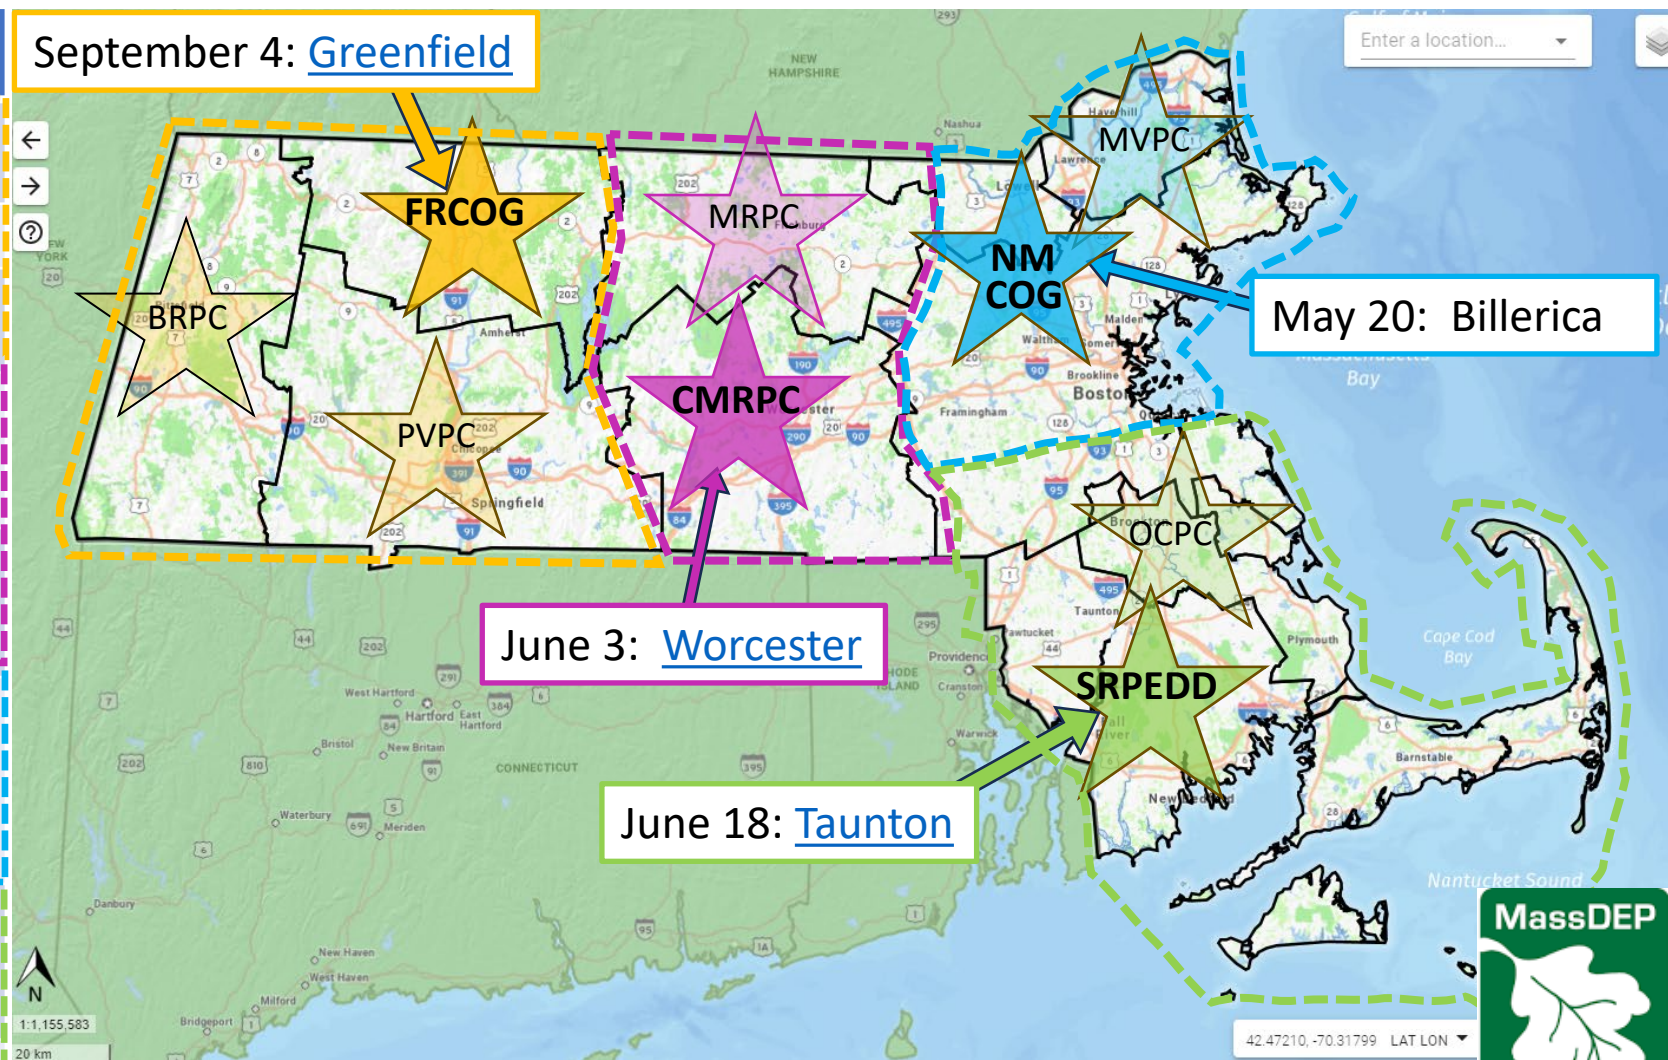 September 4: Greenfield
Enter a location...
NEW
HAMPSHIRE
Nashua
Haverhill
MVPC
Lawrence
FRCOG
MRPC
NM
COG
BRPC
Amherst
Malden
May 20: Billerica
Waltham
Massachusetts
Bay
Brookline
Boston
CMRPC
Framingham
PVPC
Chicopee
Springfield
OCPC
Taunton
June 3: Worcester
Plymouth
Cape Cod
Bay
Providence
Cranston
SRPEDD
West Hartford
Hartford
East
Hartford
Warwick
Bristol
New Britain
CONNECTICUT
Barnstable
New Bedford
Waterbury
Meriden
June 18: Taunton
Nantucket Sound
Danbury
MassDEP
New Haven
West Haven
N
Milford
Bridgeport
1:1,155,583
20 km
42.47210, -70.31799 LAT LON